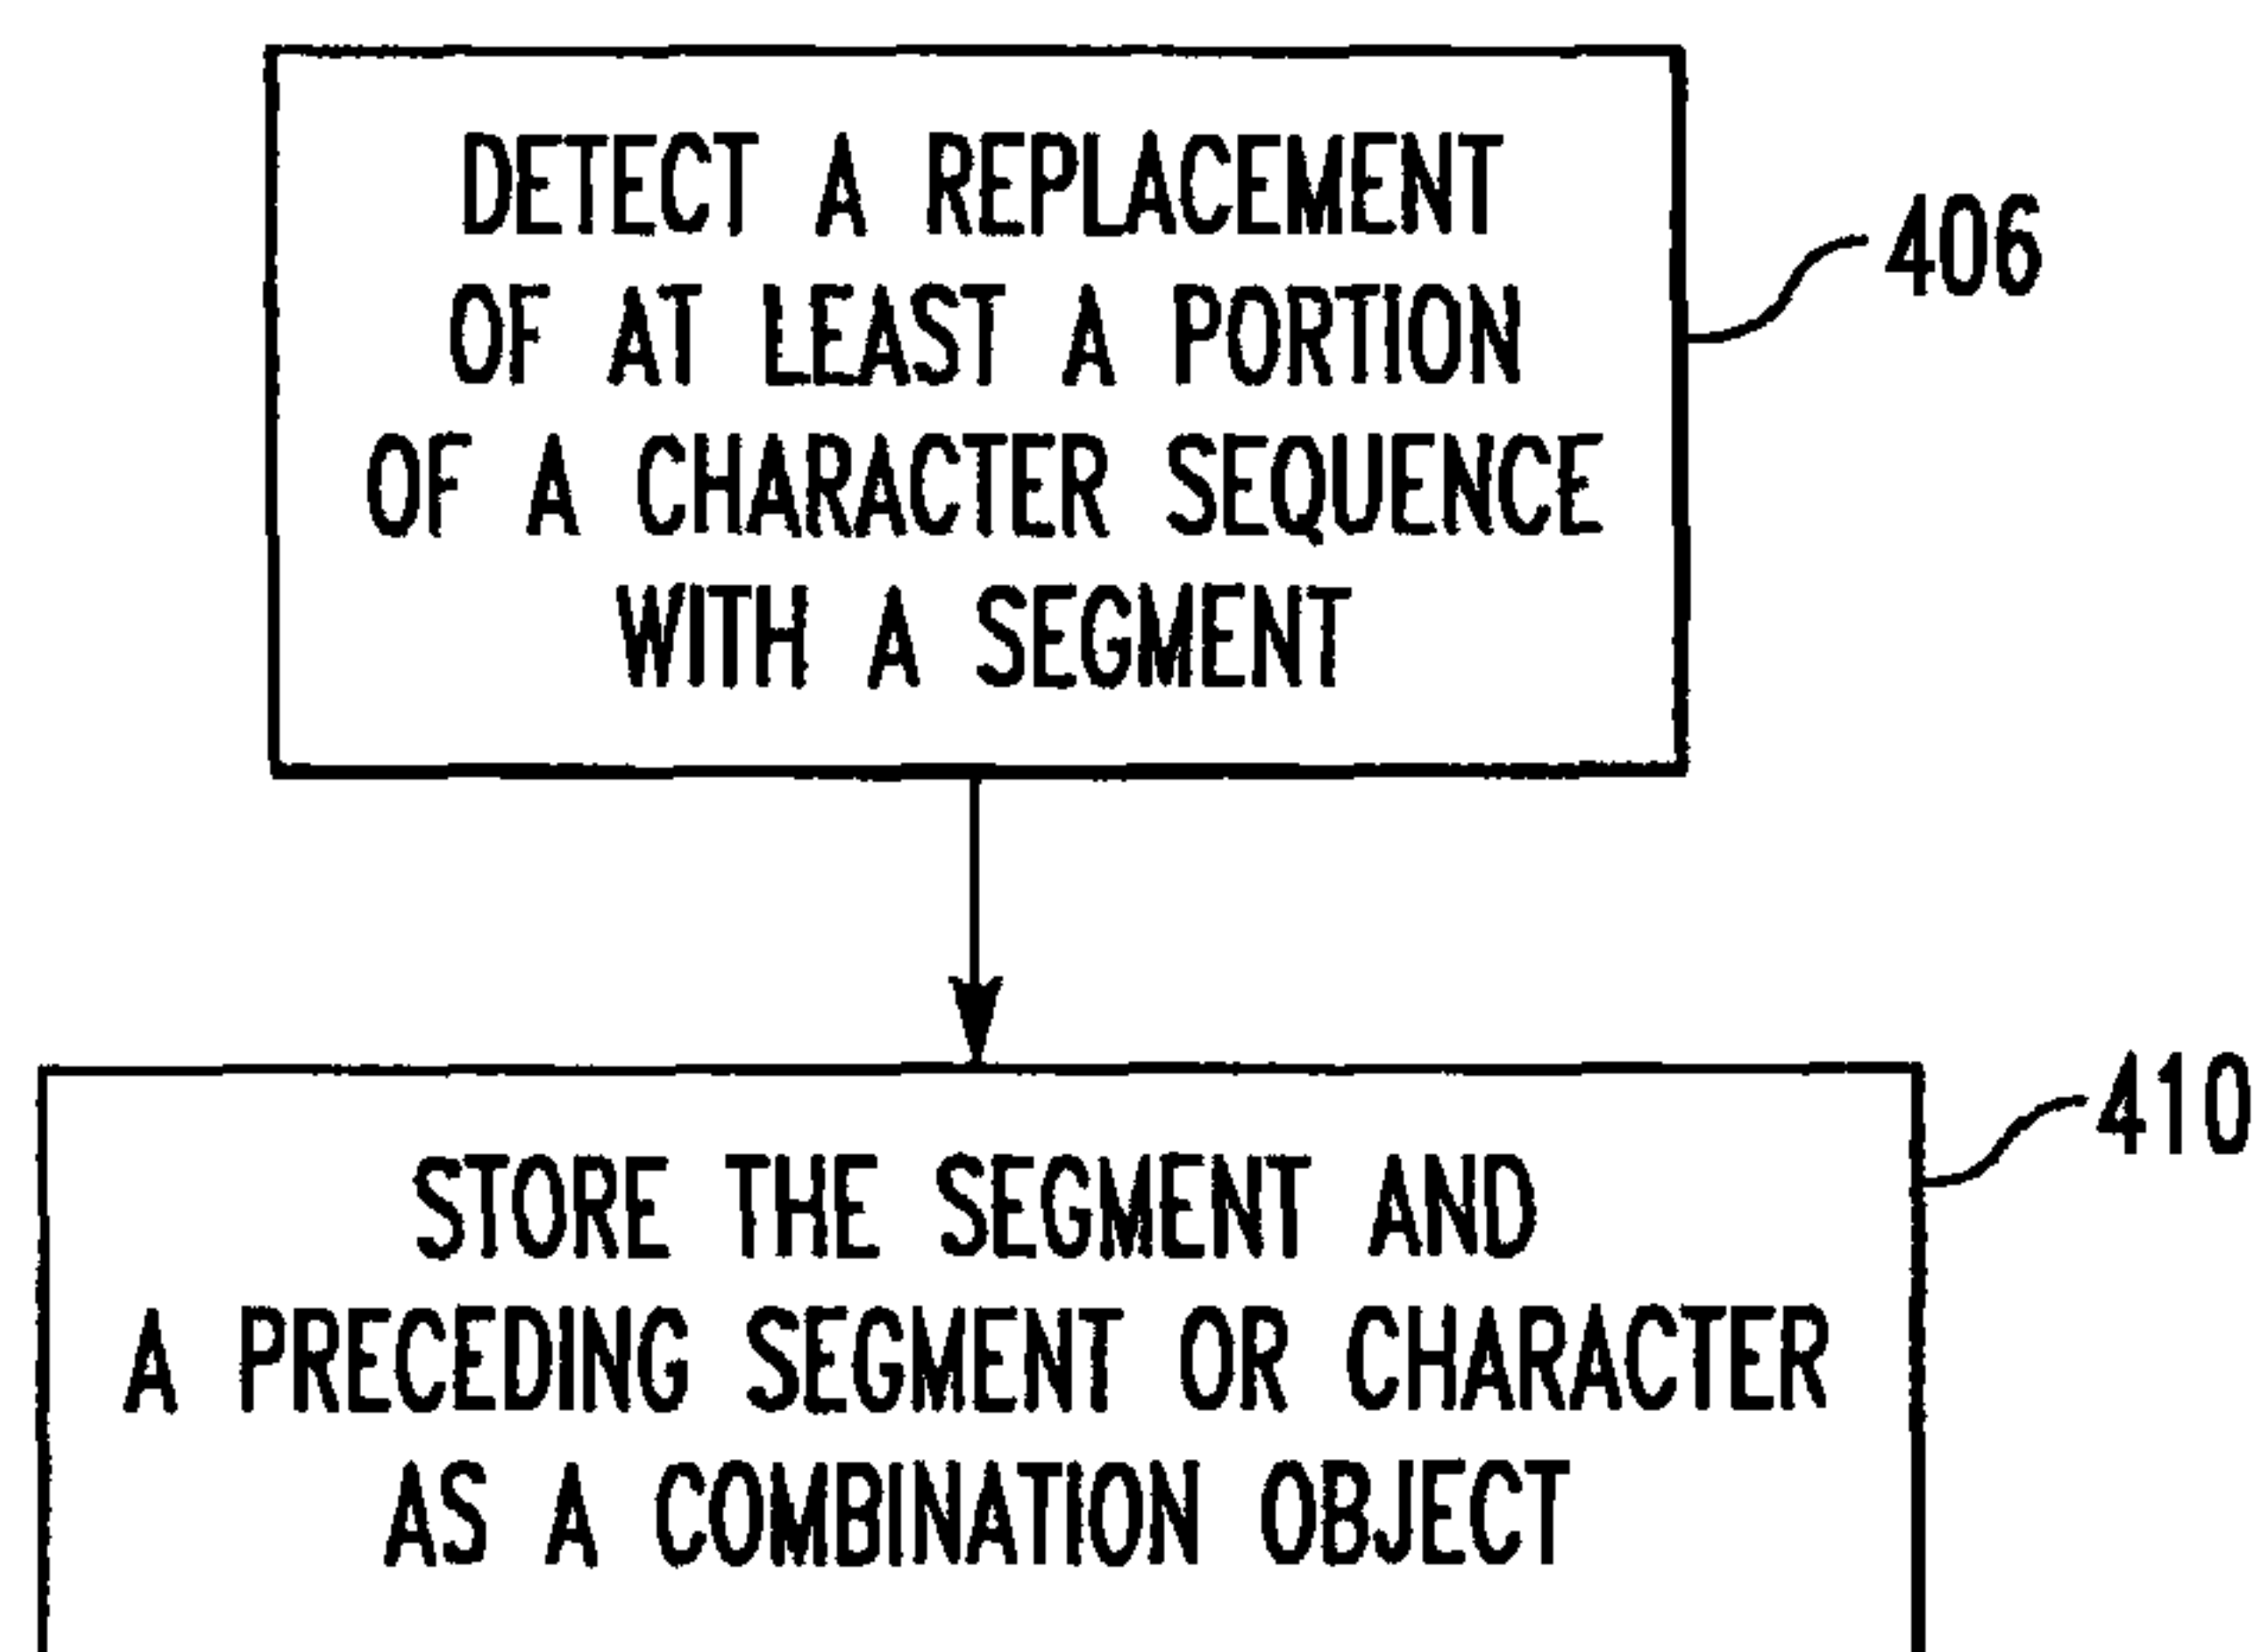 DETECT A REPLACEMENT
OF AT LEAST A PORTION
OF A CHARACTER SEQUENCE
WITH A SEGMENT
406
410
STORE THE SEGMENT AND
A PRECEDING SEGMENT OR CHARACTER
AS A COMBINATION OBJECT